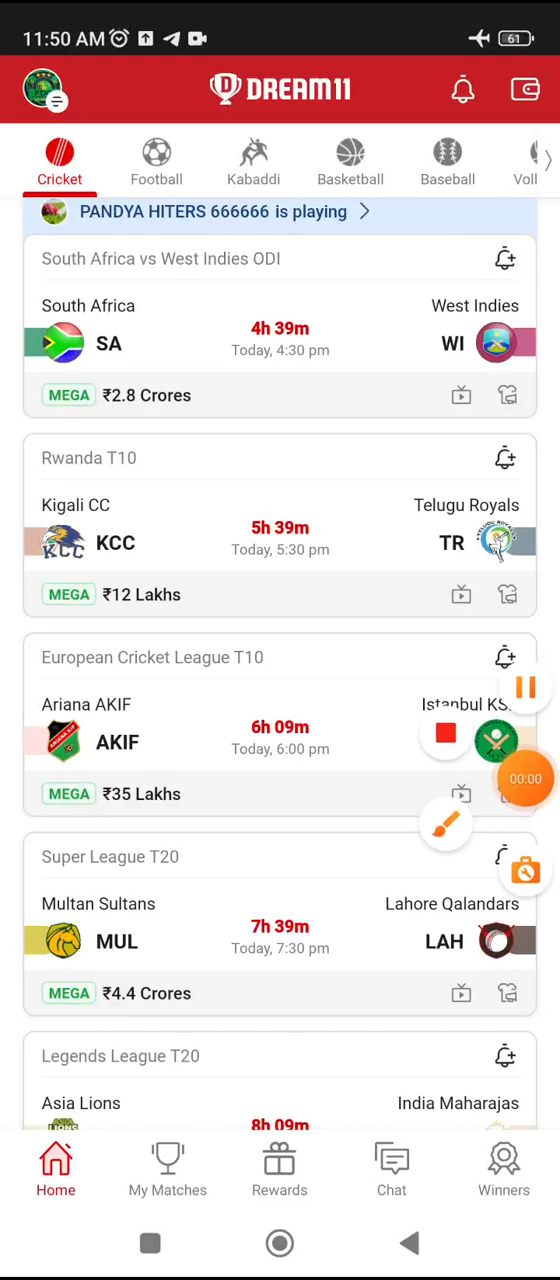 11:50 AM
61
DREAM11
Cricket
Football
Kabaddi
Basketball
Baseball
Voll
PANDYA HITERS 666666 is playing
South Africa vs West Indies ODI
South Africa
West Indies
SA
4h 39m
WI
Today, 4:30 pm
MEGA ₹2.8 Crores
Rwanda T10
Kigali CC
Telugu Royals
KCC
5h 39m
TR
Today, 5:30 pm
MEGA ₹12 Lakhs
European Cricket League T10
Ariana AKIF
Istanbul KS
AKIF
6h 09m
Today, 6:00 pm
00:00
MEGA ₹35 Lakhs
Super League T20
Multan Sultans
Lahore Qalandars
MUL
7h 39m
LAH
Today, 7:30 pm
MEGA ₹4.4 Crores
Legends League T20
Asia Lions
India Maharajas
8h 09m
Home
My Matches
Rewards
Chat
Winners